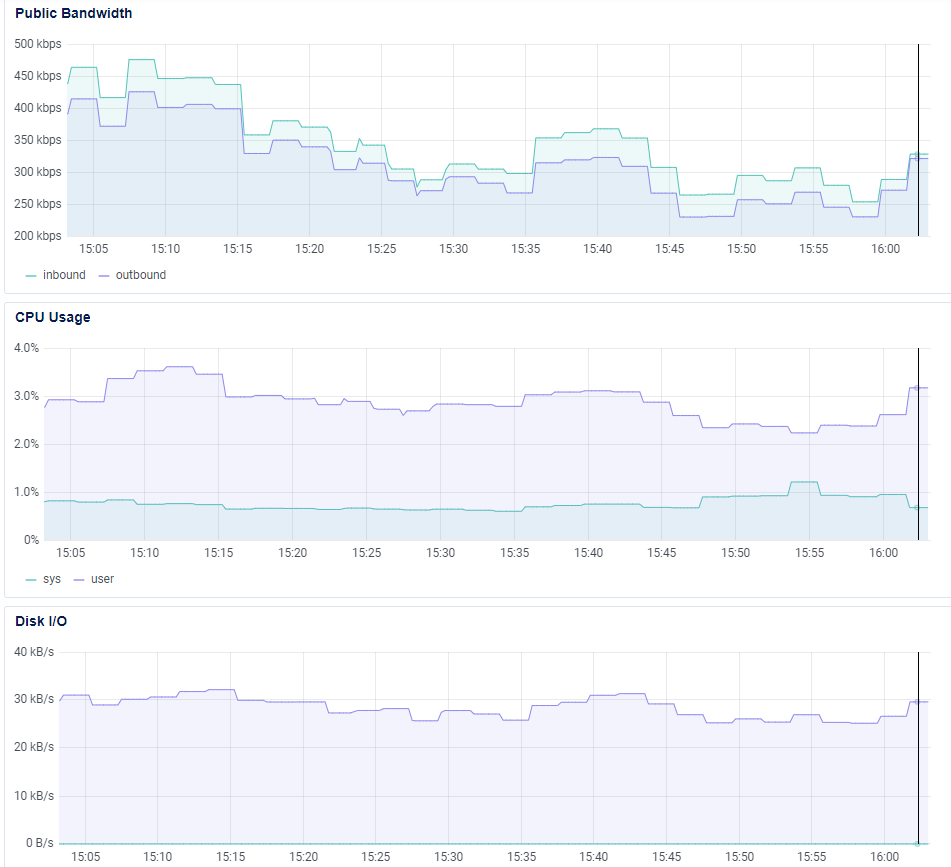 Public Bandwidth
500 kbps
450 kbps
400 kbps
350 kbps
300 kbps
250 kbps
200 kbps
15:05 15:10 15:15 15:20 15:25 15:30 15:35 15:40 15:45 15:50 15:55 16:00
inbound outbound
CPU Usage
4.0%
3.0%
2.0%
1.0%
0%
15:05 15:10 15:15 15:20 15:25 15:30 15:35 15:40 15:45 15:50 15:55 16:00
sys user
Disk I/O
40 kB/s
30 kB/s
20 kB/s
10 kB/s
0 B/s
15:05 15:10 15:15 15:20 15:25 15:30 15:35 15:40 15:45 15:50 15:55 16:00